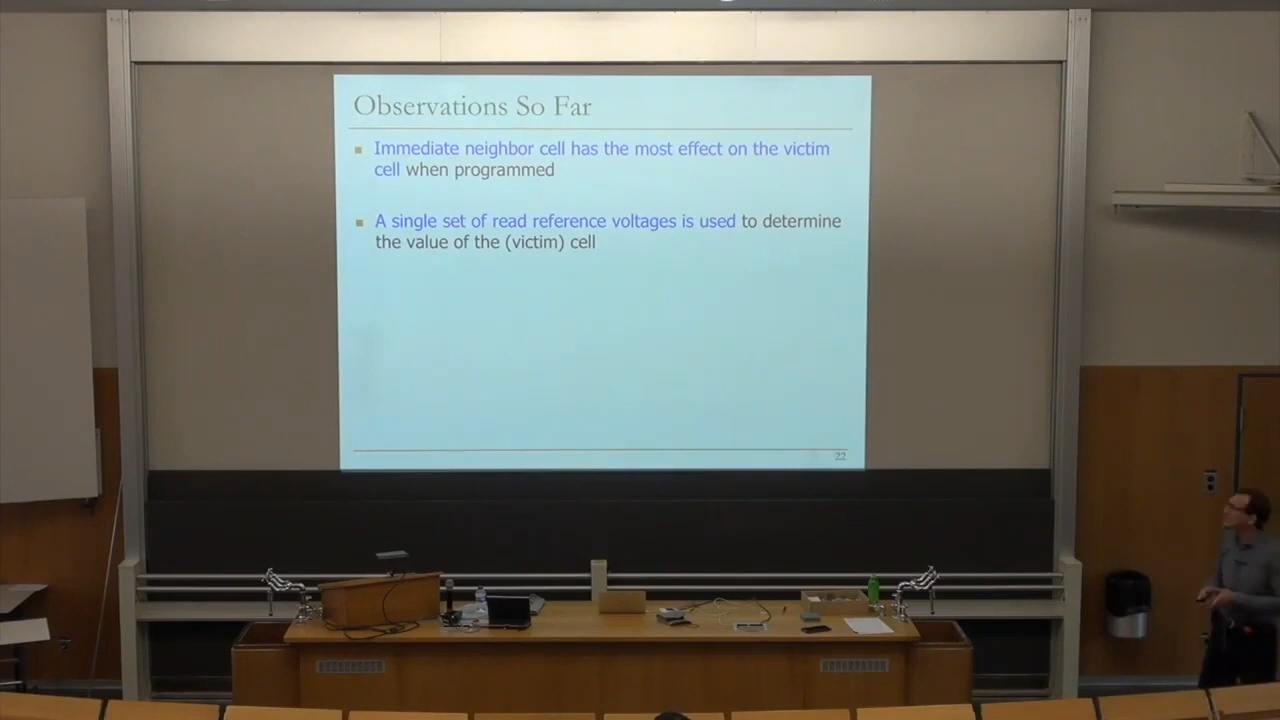 Observations So Far
Immediate neighbor cell has the most effect on the victim
cell when programmed
A single set of read reference voltages is used to determine
the value of the (victim) cell
22